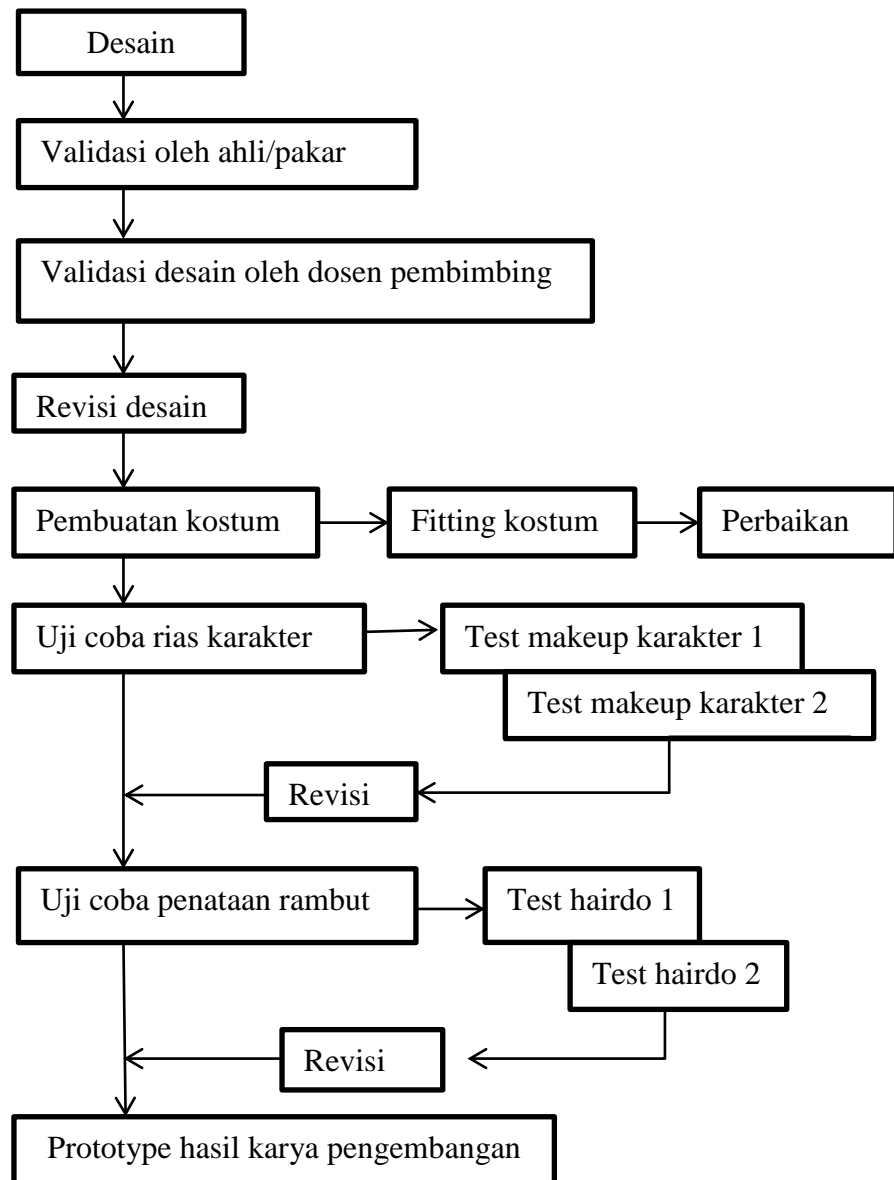 Desain
Validasi oleh ahli/pakar
Validasi desain oleh dosen pembimbing
Revisi desain
Pembuatan kostum
Fitting kostum
Perbaikan
Uji coba rias karakter
Test makeup karakter 1
Test makeup karakter 2
Revisi
Uji coba penataan rambut
Test hairdo 1
Test hairdo 2
Revisi
Prototype hasil karya pengembangan